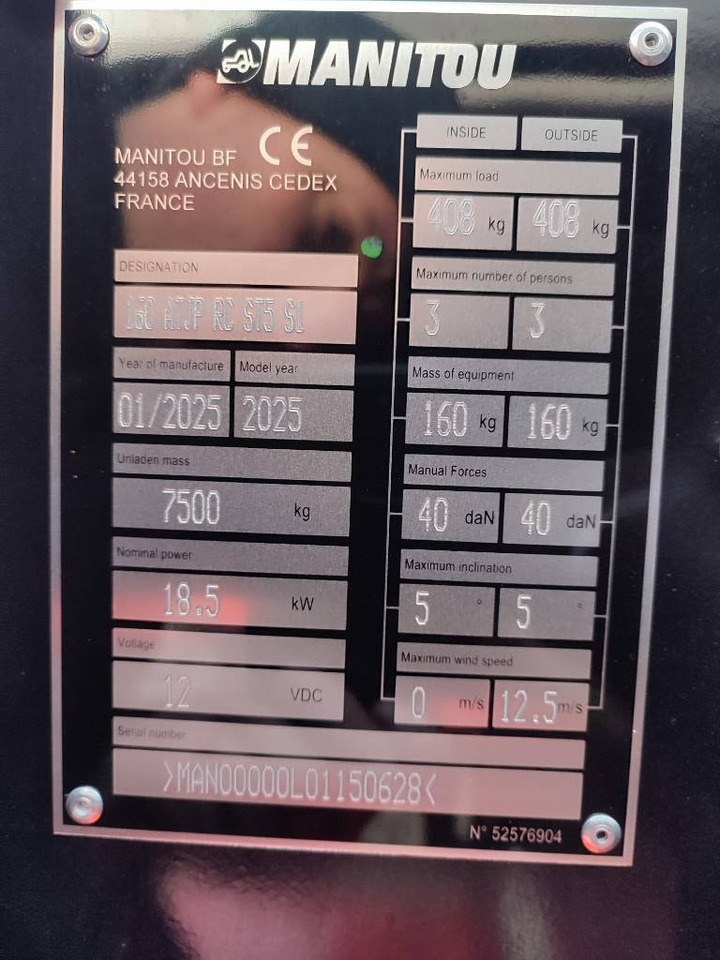 MANITOU
MANITOU BF CE
44158 ANCENIS CEDEX
FRANCE
DESIGNATION
160 ATJP RC ST5 S1
Year of manufacture Model year
01/2025 2025
Unladen mass
7500 kg
Nominal power
18.5 kW
Voltage
12 VDC
Serial number
>MAN00000L01150628<
INSIDE OUTSIDE
Maximum load
408 kg 408 kg
Maximum number of persons
3 3
Mass of equipment
160 kg 160 kg
Manual Forces
40 daN 40 daN
Maximum inclination
5 ° 5 °
Maximum wind speed
0 m/s 12.5 m/s
N° 52576904